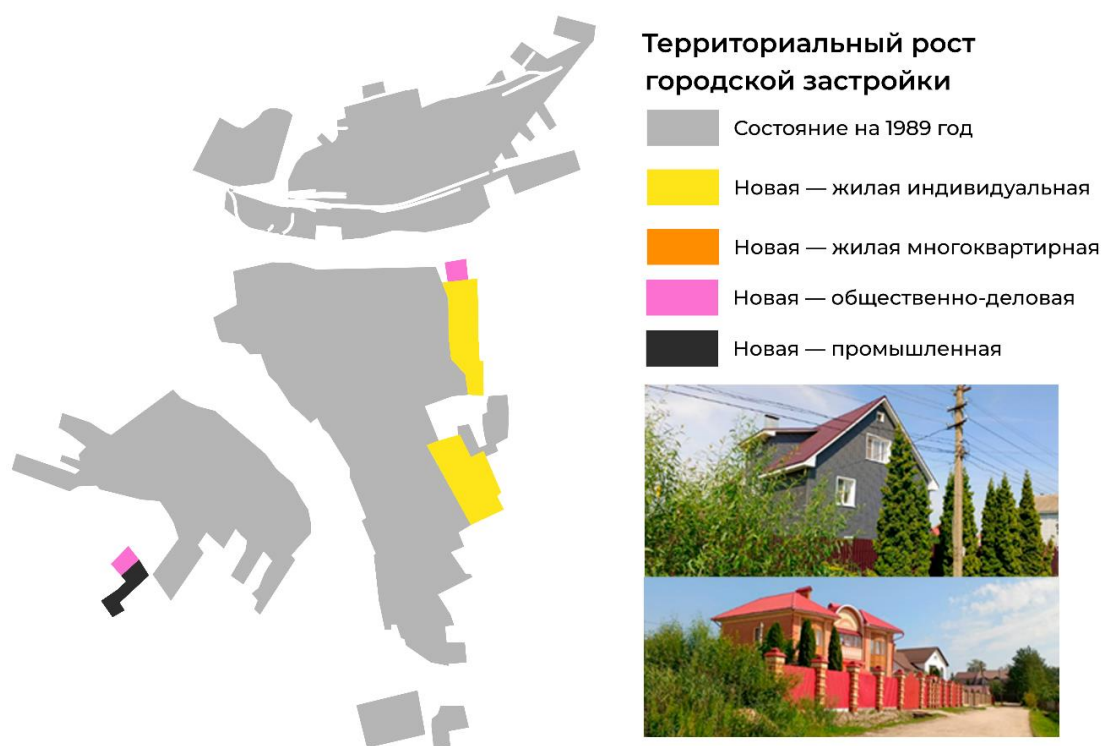 Территориальный рост
городской застройки
Состояние на 1989 год
Новая — жилая индивидуальная
Новая — жилая многоквартирная
Новая — общественно-деловая
Новая — промышленная